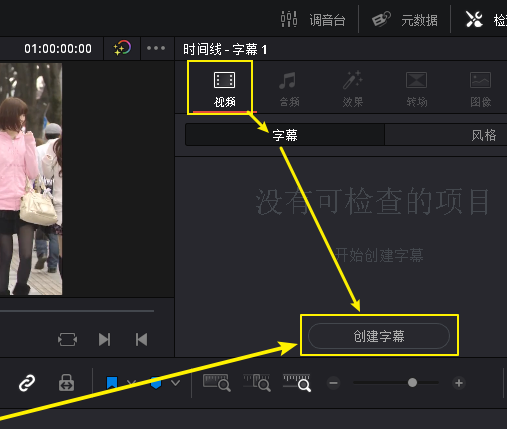 调音台 元数据 检
01:00:00:00 ••• 时间线 - 字幕 1
视频 音频 效果 转场 图像
字幕 风格
没有可检查的项目
开始创建字幕
创建字幕